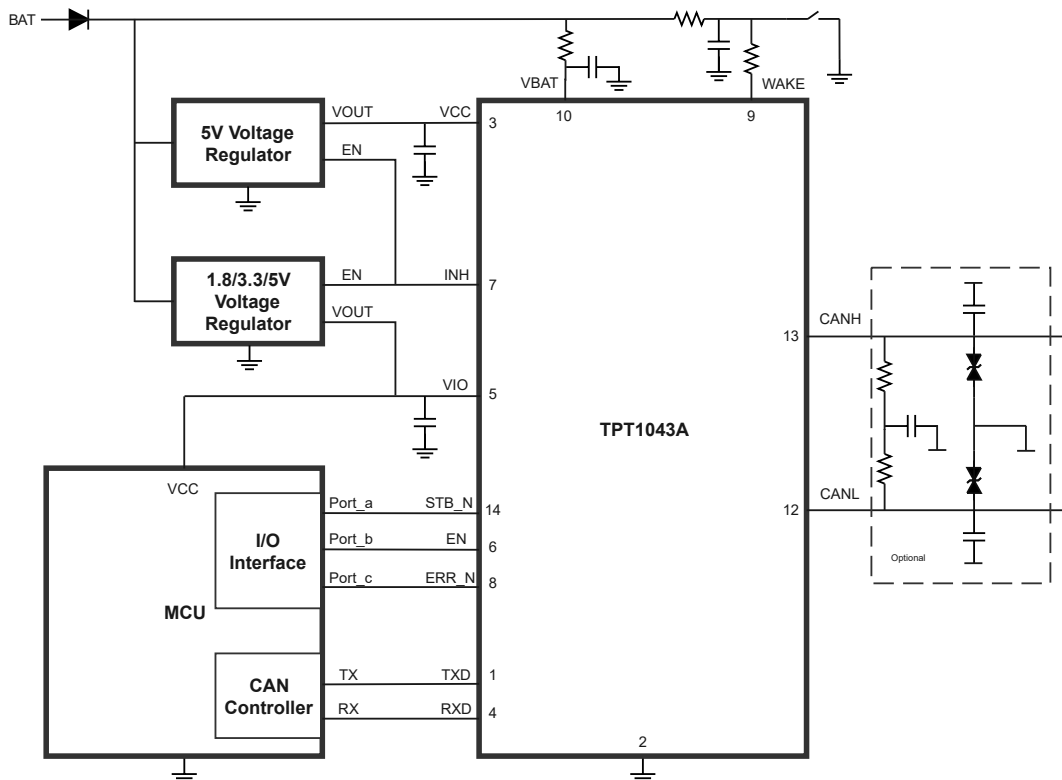 BAT
VBAT
WAKE
10
9
5V Voltage
Regulator
VOUT
VCC
3
EN
1.8/3.3/5V
Voltage
Regulator
EN
INH
7
VOUT
VIO
5
TPT1043A
13
CANH
12
CANL
Optional
VCC
MCU
I/O
Interface
Port_a
STB_N
14
Port_b
EN
6
Port_c
ERR_N
8
CAN
Controller
TX
TXD
1
RX
RXD
4
2